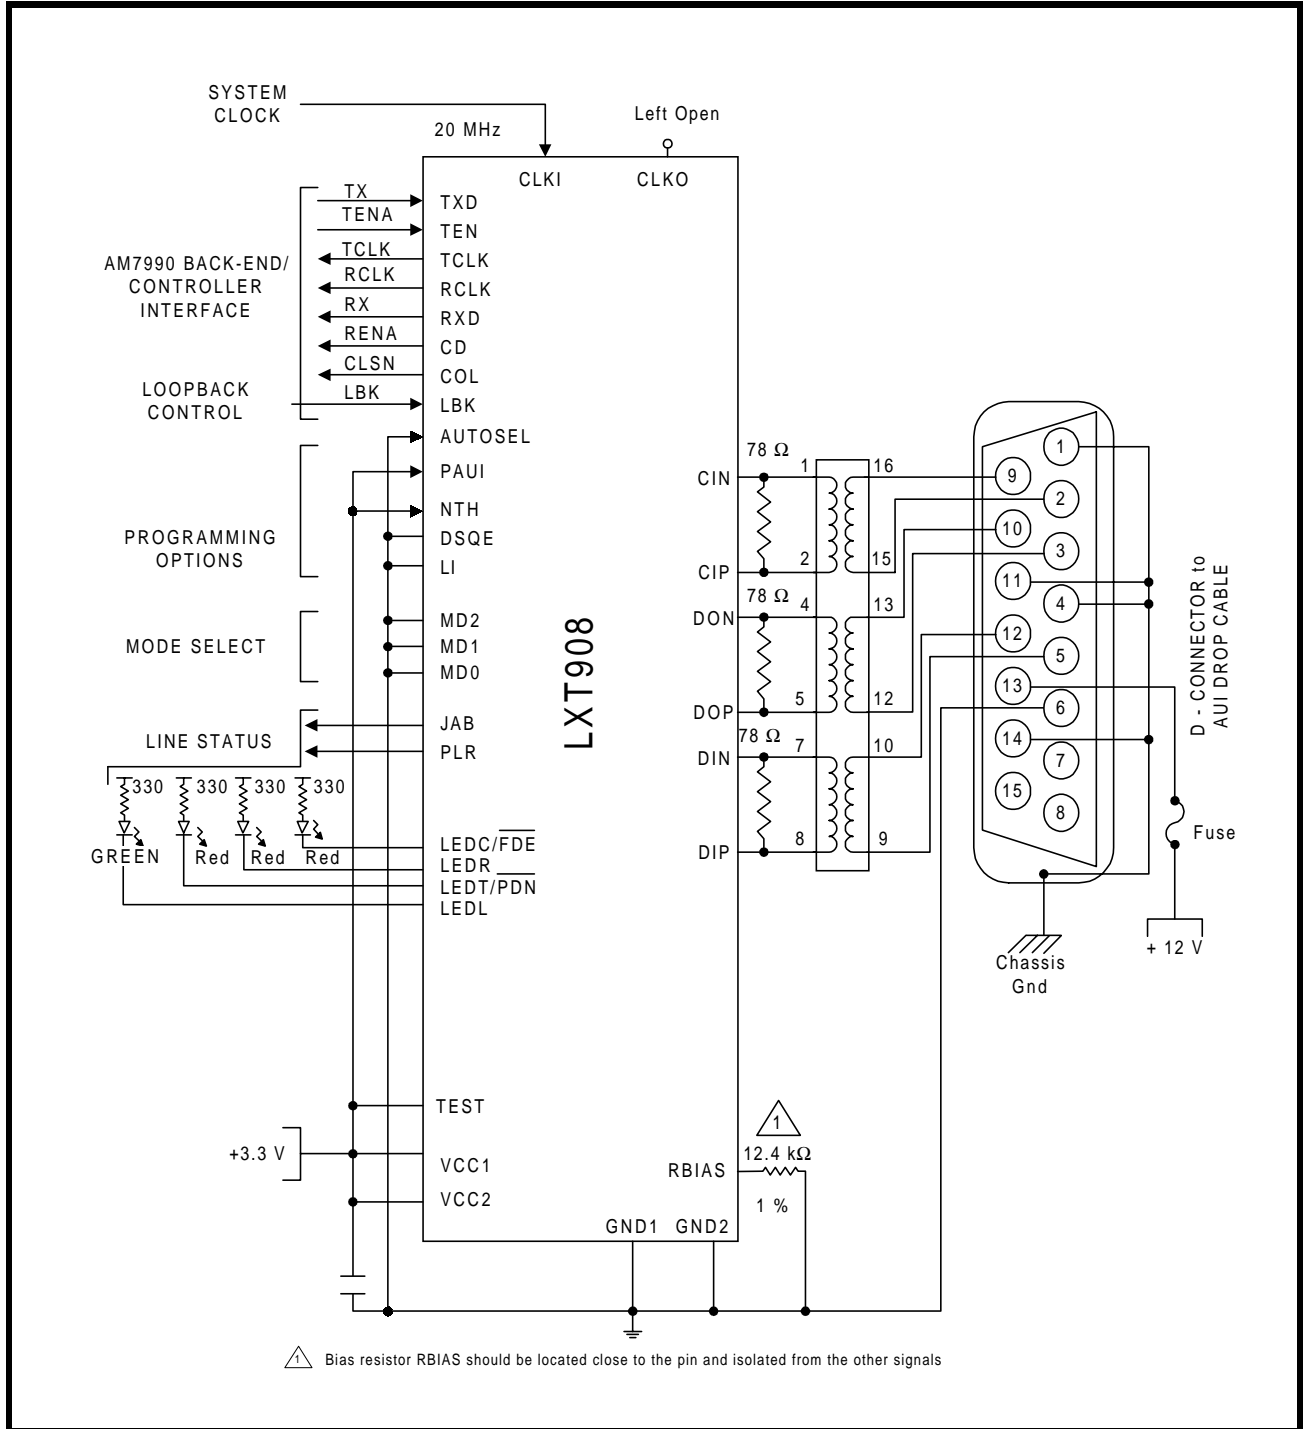 SYSTEM
CLOCK
20 MHz
Left Open
CLKI
CLKO
AM7990 BACK-END/
CONTROLLER
INTERFACE
LOOPBACK
CONTROL
TX
TENA
TCLK
RCLK
RX
RENA
CLSN
LBK
TXD
TEN
TCLK
RCLK
RXD
CD
COL
LBK
AUTOSEL
PAUI
NTH
DSQE
LI
PROGRAMMING
OPTIONS
MODE SELECT
MD2
MD1
MD0
LINE STATUS
JAB
PLR
330
330
330
330
GREEN
Red
Red
Red
LEDC/FDE
LEDR
LEDT/PDN
LEDL
LXT908
CIN
CIP
DON
DOP
DIN
DIP
78 Ω
78 Ω
78 Ω
1
16
2
15
4
13
5
12
7
10
8
9
1
9
2
10
3
11
4
12
5
13
6
14
7
15
8
D - CONNECTOR to
AUI DROP CABLE
Fuse
+ 12 V
Chassis
Gnd
TEST
+3.3 V
VCC1
VCC2
1
12.4 kΩ
RBIAS
1 %
GND1
GND2
1 Bias resistor RBIAS should be located close to the pin and isolated from the other signals